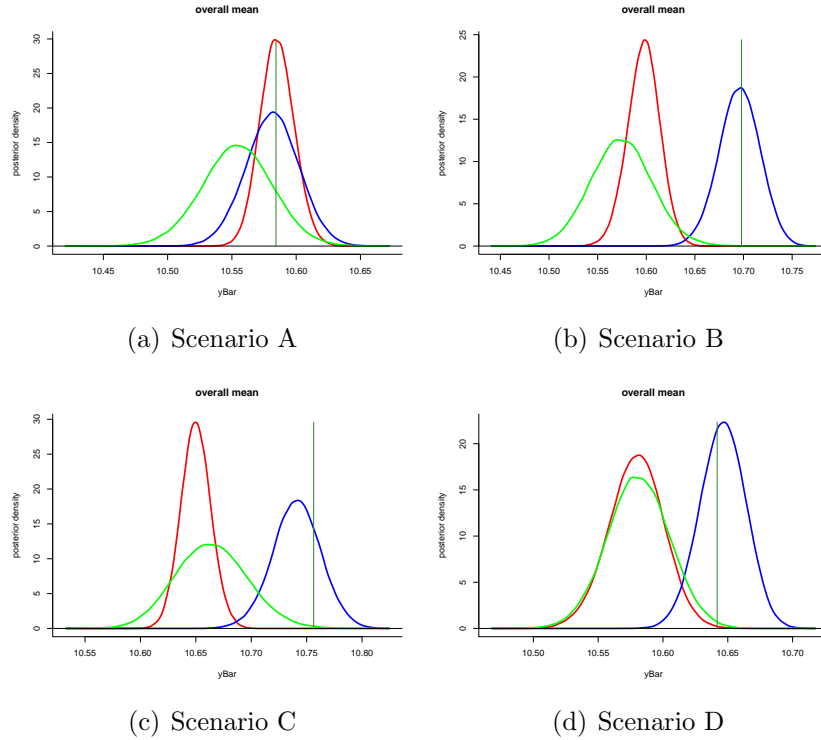 overall mean
posterior density
0 5 10 15 20 25 30
10.45 10.50 10.55 10.60 10.65
yBar
(a) Scenario A
overall mean
posterior density
0 5 10 15 20 25
10.45 10.50 10.55 10.60 10.65 10.70 10.75
yBar
(b) Scenario B
overall mean
posterior density
0 5 10 15 20 25 30
10.55 10.60 10.65 10.70 10.75 10.80
yBar
(c) Scenario C
overall mean
posterior density
0 5 10 15 20
10.50 10.55 10.60 10.65 10.70
yBar
(d) Scenario D